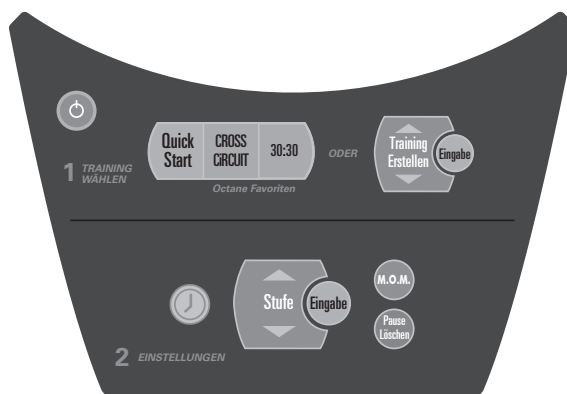 Quick
Start
CROSS
CiRCUIT
30:30
ODER
Training
Erstellen
Eingabe
1 TRAINING
WÄHLEN
Octane Favoriten
Stufe
Eingabe
M.O.M.
Pause
Löschen
2 EINSTELLUNGEN